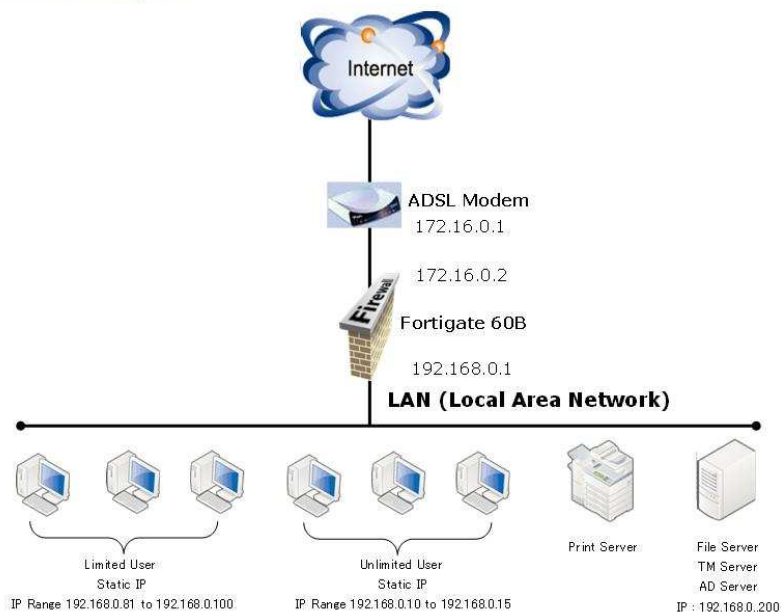 Internet
ADSL Modem
172.16.0.1
172.16.0.2
Firewall
Fortigate 60B
192.168.0.1
LAN (Local Area Network)
Limited User
Static IP
IP Range 192.168.0.81 to 192.168.0.100
Unlimited User
Static IP
IP Range 192.168.0.10 to 192.168.0.15
Print Server
File Server
TM Server
AD Server
IP : 192.168.0.200